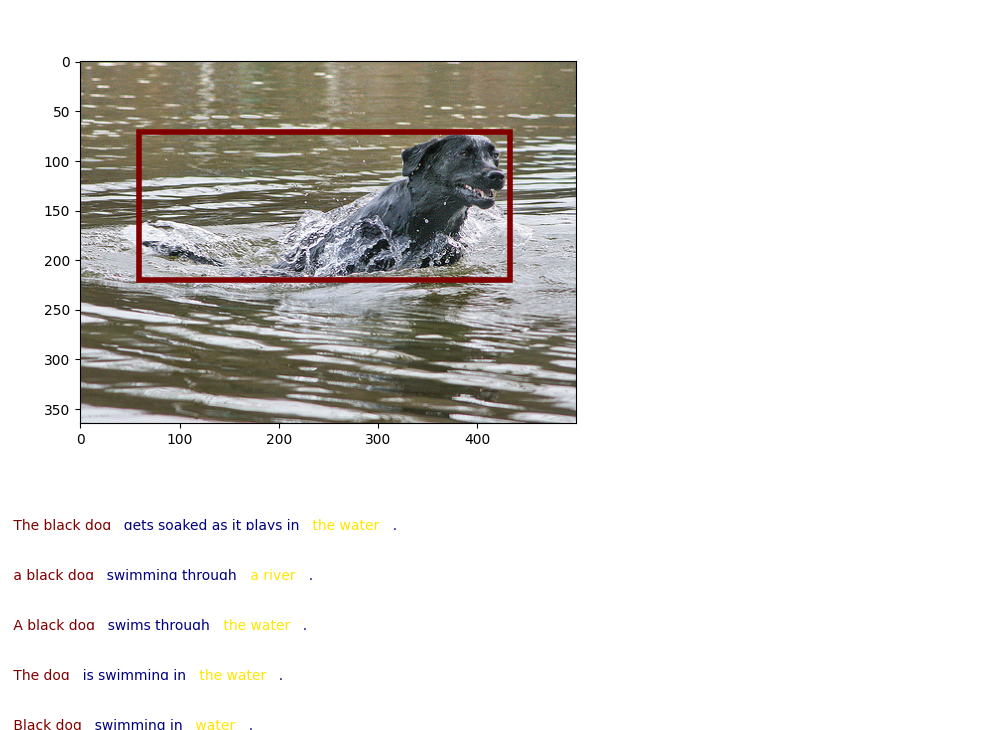 0
50
100
150
200
250
300
350
0 100 200 300 400
The black dog gets soaked as it plays in the water .
a black dog swimming through a river .
A black dog swims through the water .
The dog is swimming in the water .
Black dog swimming in water .